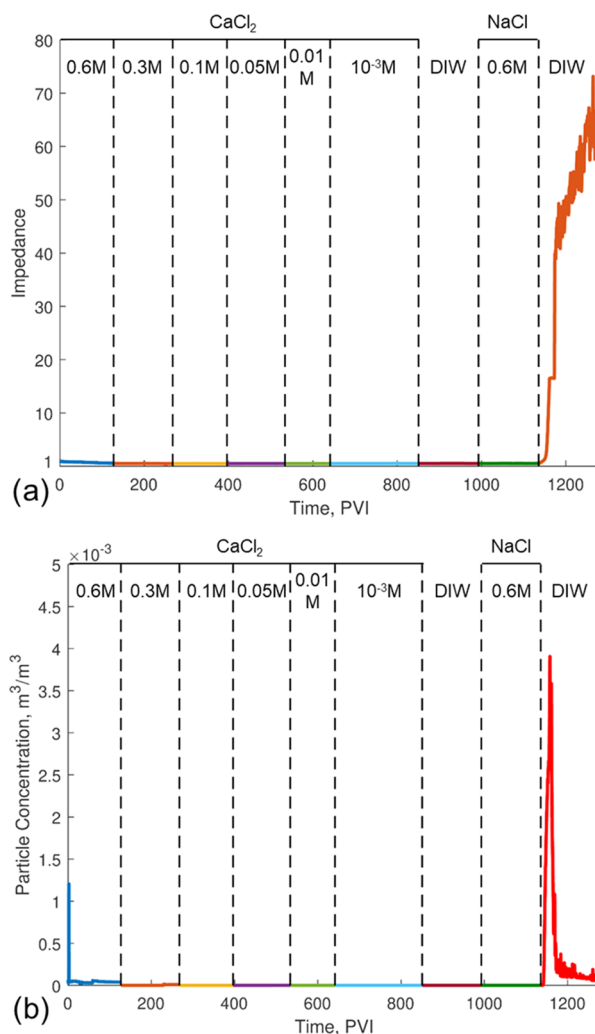 CaCl₂ NaCl
0.6M 0.3M 0.1M 0.05M 0.01 M 10⁻³M DIW 0.6M DIW
80
70
60
50
40
30
20
10
1
Impedance
0 200 400 600 800 1000 1200
Time, PVI
(a)
CaCl₂ NaCl
×10⁻³
0.6M 0.3M 0.1M 0.05M 0.01 M 10⁻³M DIW 0.6M DIW
5
4.5
4
3.5
3
2.5
2
1.5
1
0.5
0
Particle Concentration, m³/m³
0 200 400 600 800 1000 1200
Time, PVI
(b)